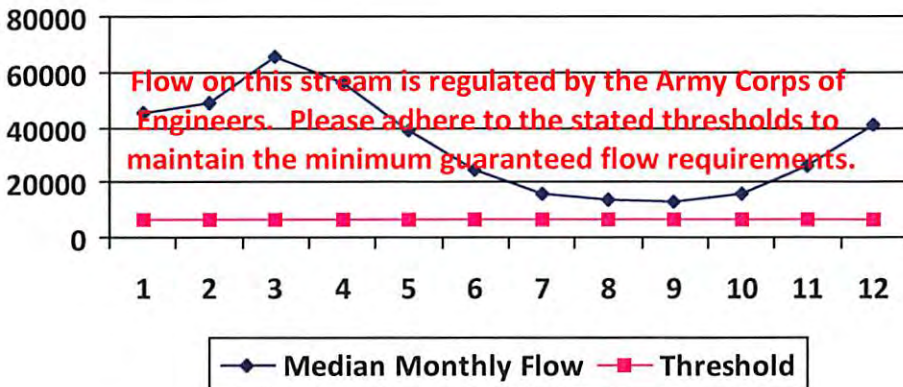 80000
60000
40000
20000
0
Flow on this stream is regulated by the Army Corps of
Engineers. Please adhere to the stated thresholds to
maintain the minimum guaranteed flow requirements.
1 2 3 4 5 6 7 8 9 10 11 12
Median Monthly Flow Threshold